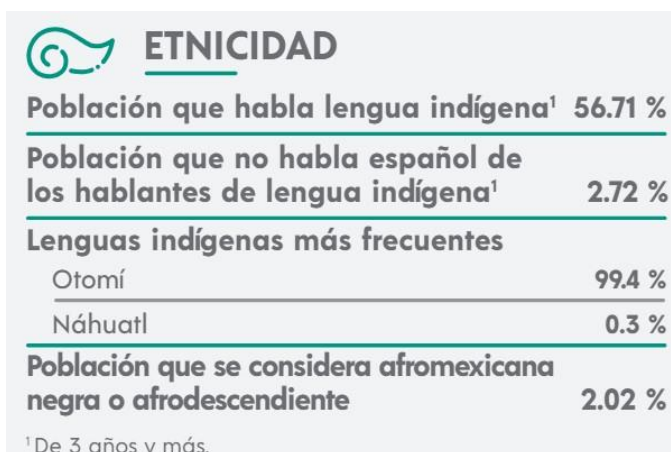 ETNICIDAD
Población que habla lengua indígena¹ 56.71 %
Población que no habla español de
los hablantes de lengua indígena¹ 2.72 %
Lenguas indígenas más frecuentes
Otomí 99.4 %
Náhuatl 0.3 %
Población que se considera afromexicana
negra o afrodescendiente 2.02 %
¹ De 3 años y más.